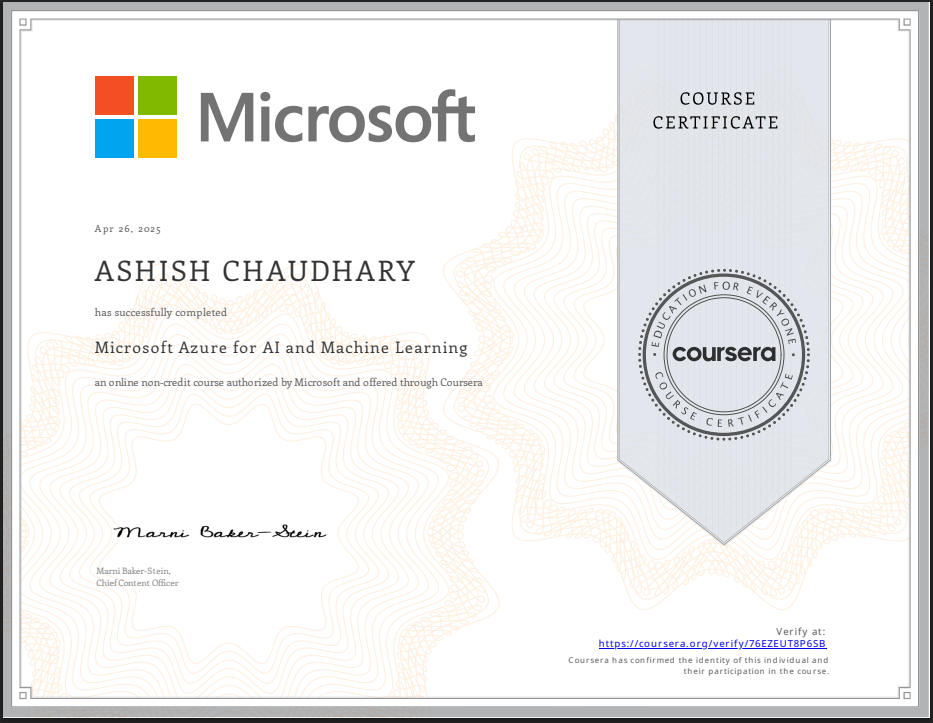 Microsoft
COURSE
CERTIFICATE
Apr 26, 2025
ASHISH CHAUDHARY
has successfully completed
Microsoft Azure for AI and Machine Learning
an online non-credit course authorized by Microsoft and offered through Coursera
EDUCATION FOR EVERYONE
coursera
COURSE CERTIFICATE
Marni Baker-Stein
Marni Baker-Stein,
Chief Content Officer
Verify at:
https://coursera.org/verify/76EZEUT8P6SB
Coursera has confirmed the identity of this individual and
their participation in the course.